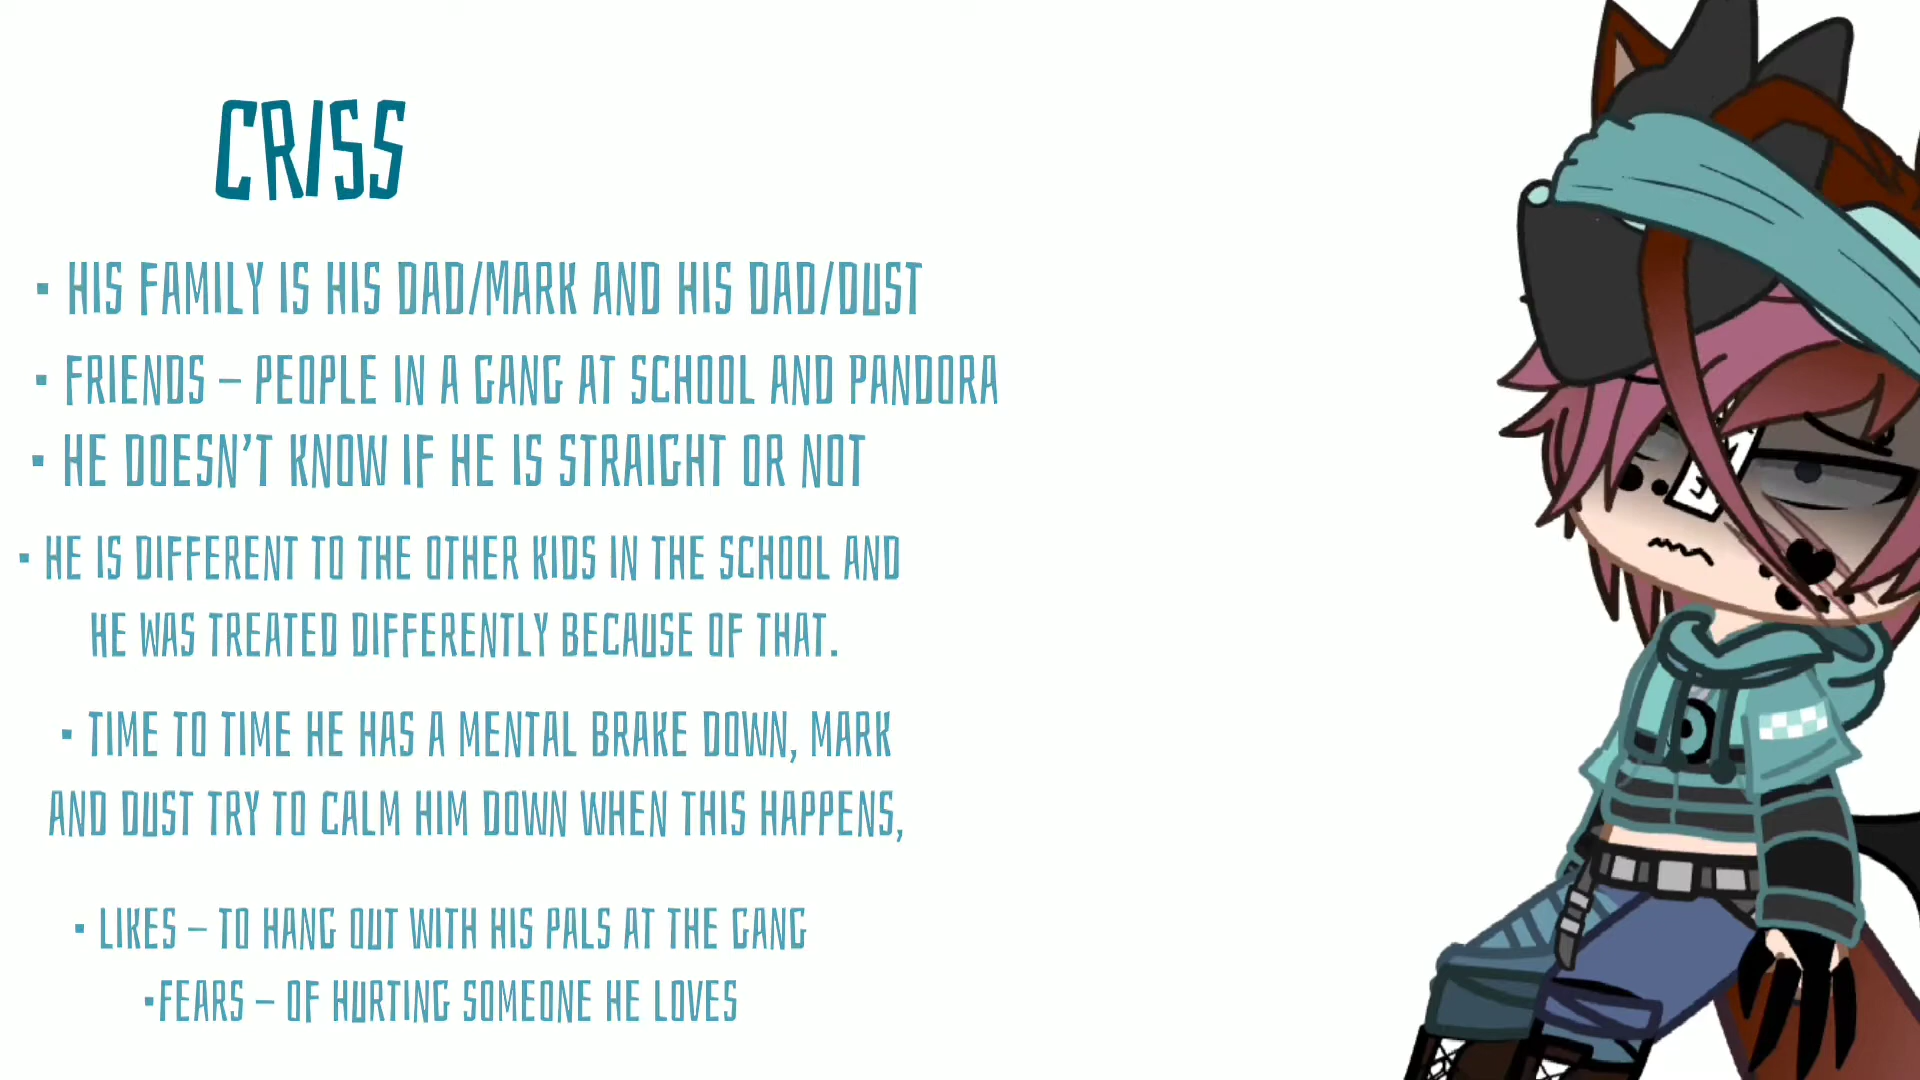 CRISS
· HIS FAMILY IS HIS DAD/MARK AND HIS DAD/DUST
· FRIENDS – PEOPLE IN A GANG AT SCHOOL AND PANDORA
· HE DOESN'T KNOW IF HE IS STRAIGHT OR NOT
· HE IS DIFFERENT TO THE OTHER KIDS IN THE SCHOOL AND
HE WAS TREATED DIFFERENTLY BECAUSE OF THAT.
· TIME TO TIME HE HAS A MENTAL BRAKE DOWN, MARK
AND DUST TRY TO CALM HIM DOWN WHEN THIS HAPPENS,
· LIKES – TO HANG OUT WITH HIS PALS AT THE GANG
·FEARS – OF HURTING SOMEONE HE LOVES